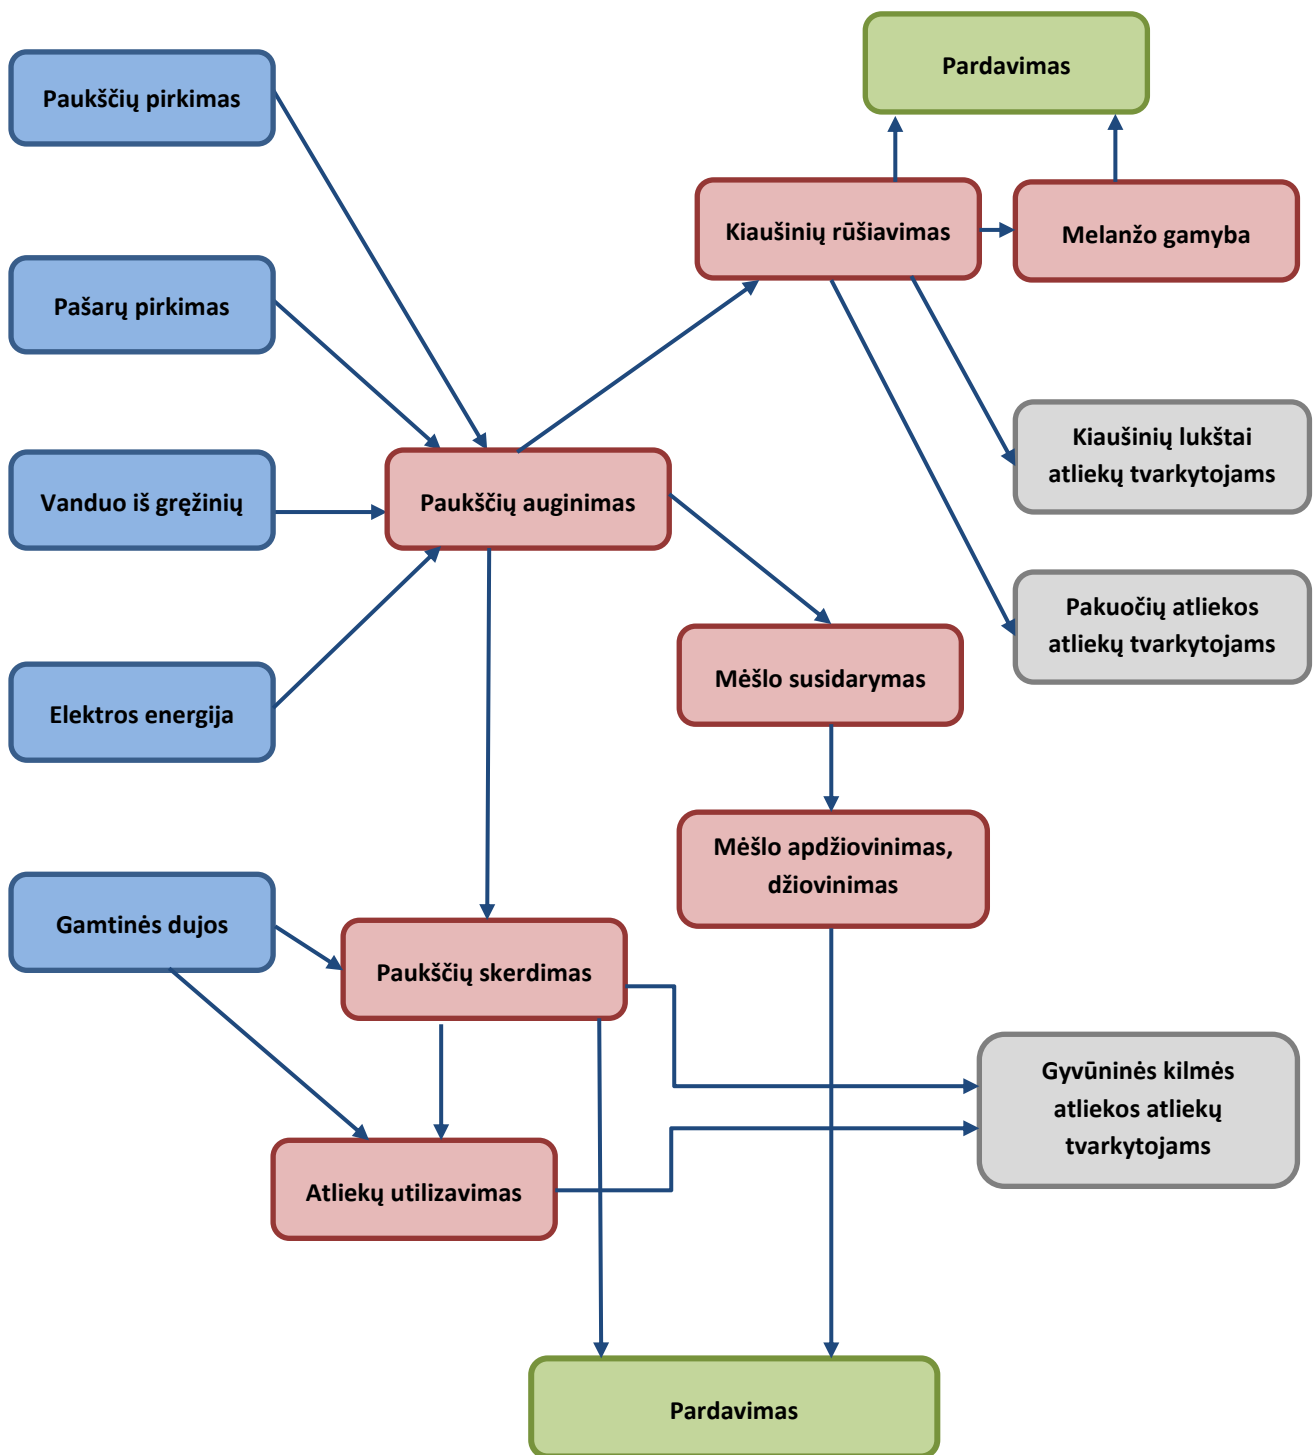 Pardavimas
Paukščių pirkimas
Kiaušinių rūšiavimas
Melanžo gamyba
Pašarų pirkimas
Kiaušinių lukštai
atliekų tvarkytojams
Vanduo iš gręžinių
Paukščių auginimas
Pakuočių atliekos
atliekų tvarkytojams
Mėšlo susidarymas
Elektros energija
Mėšlo apdžiovinimas,
džiovinimas
Gamtinės dujos
Paukščių skerdimas
Gyvūninės kilmės
atliekos atliekų
tvarkytojams
Atliekų utilizavimas
Pardavimas